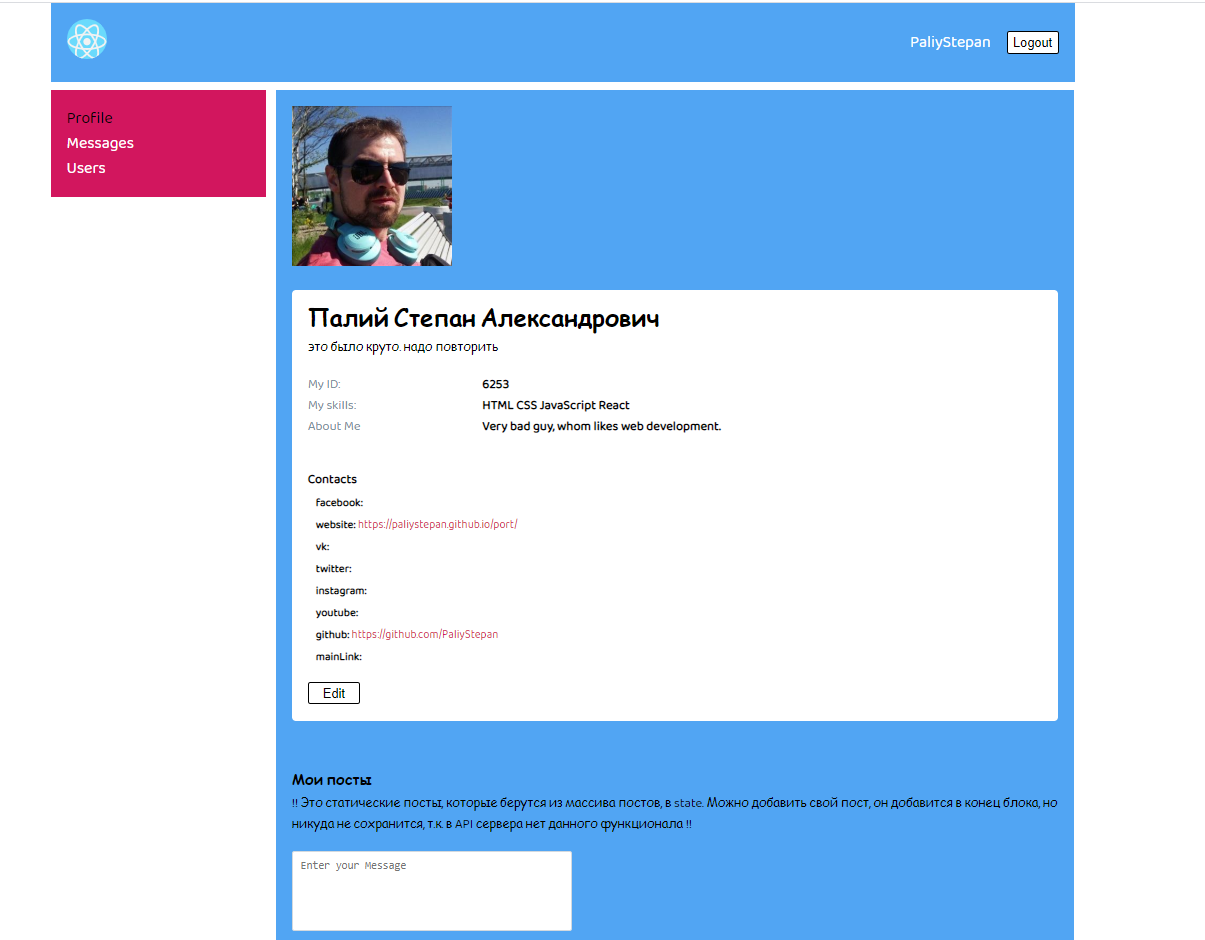 PaliyStepan Logout
Profile
Messages
Users
Палий Степан Александрович
это было круто. надо повторить
My ID: 6253
My skills: HTML CSS JavaScript React
About Me Very bad guy, whom likes web development.
Contacts
facebook:
website: https://paliystepan.github.io/port/
vk:
twitter:
instagram:
youtube:
github: https://github.com/PaliyStepan
mainLink:
Edit
Мои посты
!! Это статические посты, которые берутся из массива постов, в state. Можно добавить свой пост, он добавится в конец блока, но
никуда не сохранится, т.к. в API сервера нет данного функционала !!
Enter your Message